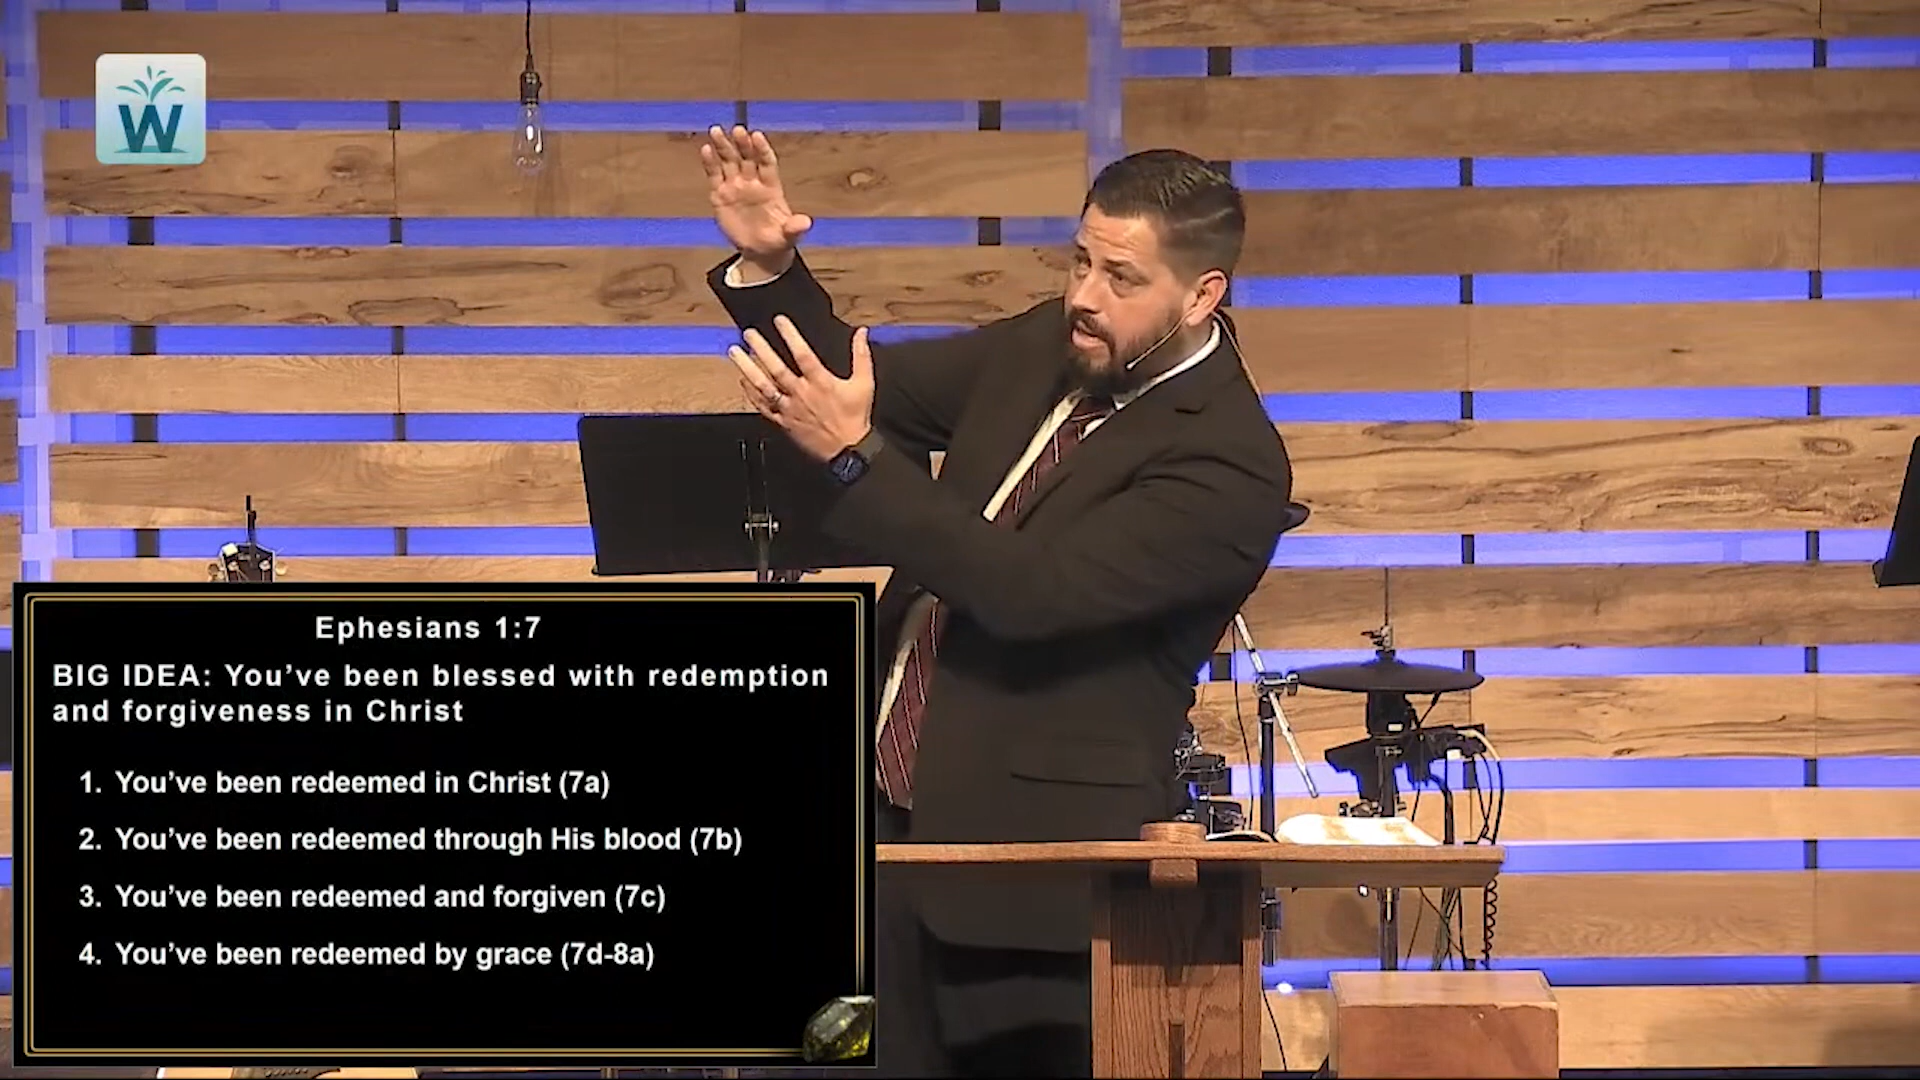 W
Ephesians 1:7
BIG IDEA: You’ve been blessed with redemption
and forgiveness in Christ
1. You’ve been redeemed in Christ (7a)
2. You’ve been redeemed through His blood (7b)
3. You’ve been redeemed and forgiven (7c)
4. You’ve been redeemed by grace (7d-8a)